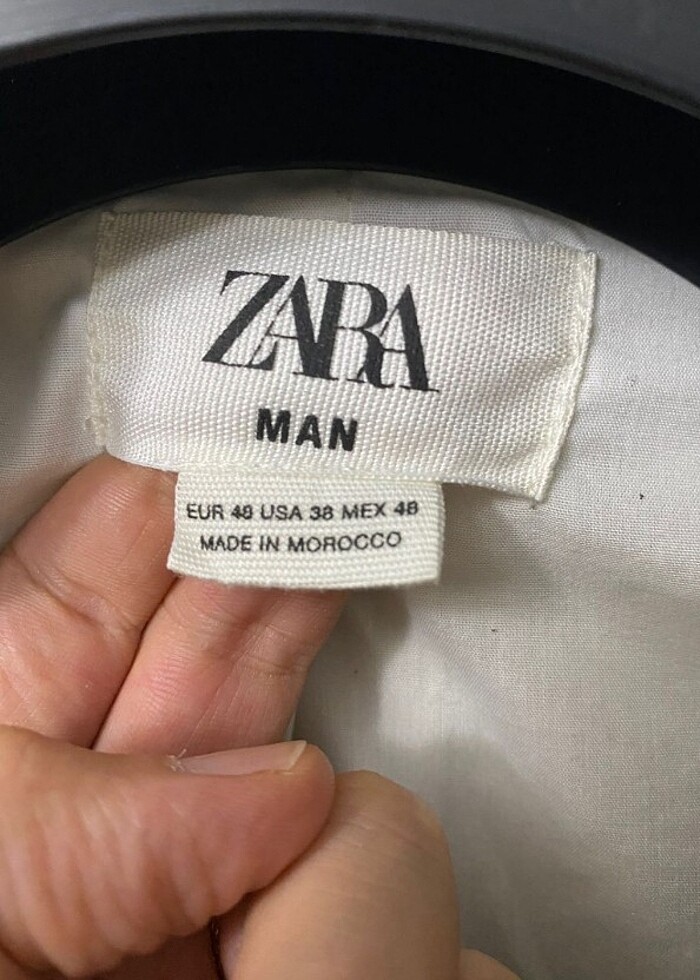 ZARA
MAN
EUR 48 USA 38 MEX 48
MADE IN MOROCCO